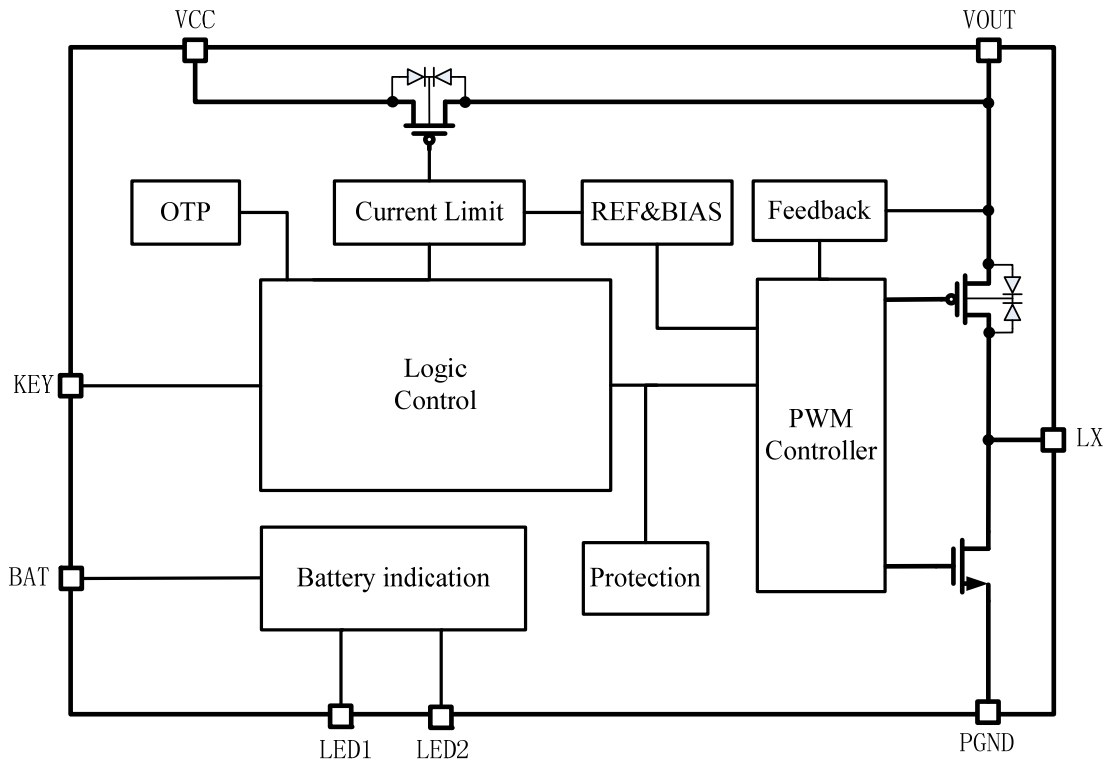 VCC
VOUT
OTP
Current Limit
REF&BIAS
Feedback
KEY
Logic
Control
PWM
Controller
LX
BAT
Battery indication
Protection
LED1
LED2
PGND